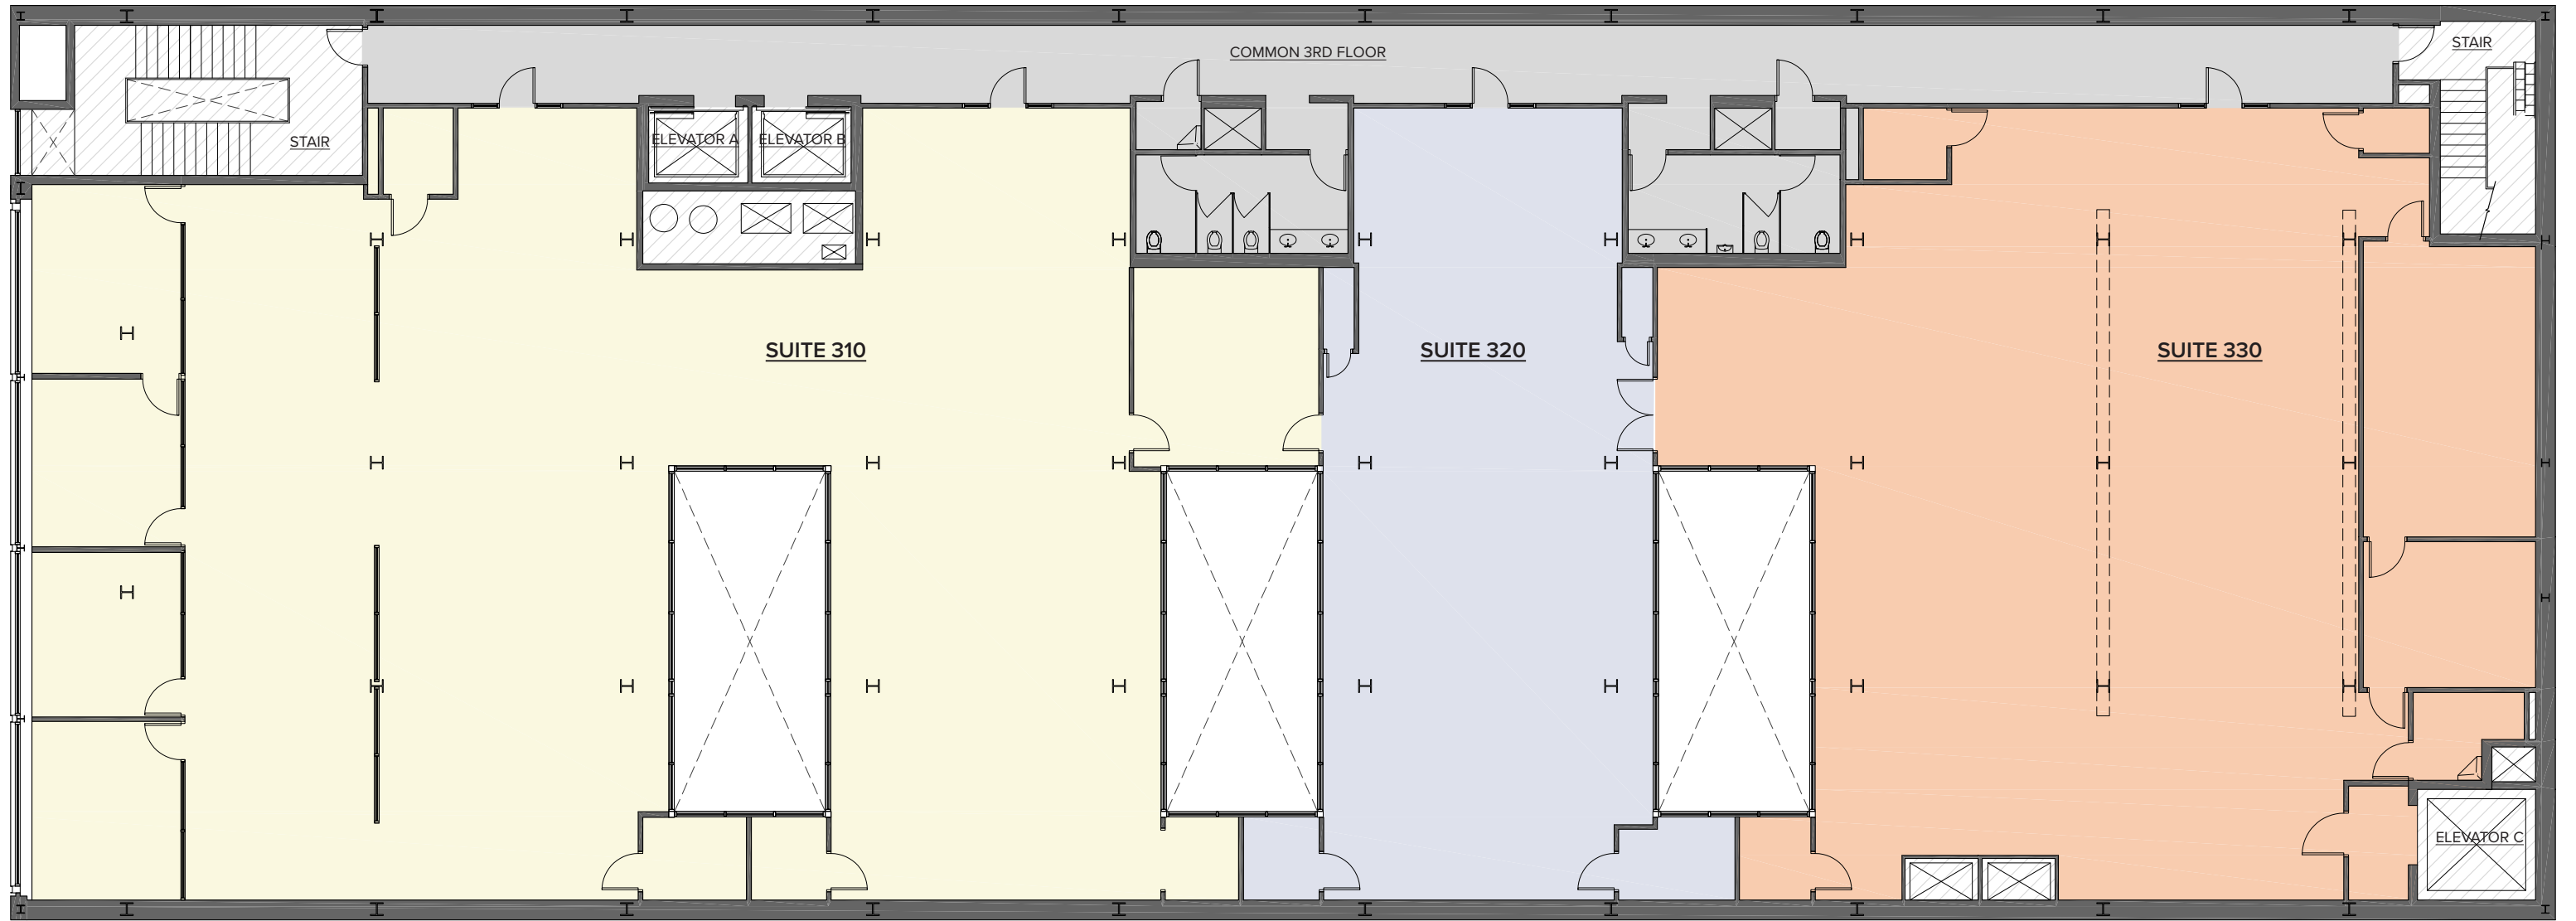 COMMON 3RD FLOOR
STAIR
STAIR
ELEVATOR A
ELEVATOR B
SUITE 310
SUITE 320
SUITE 330
ELEVATOR C